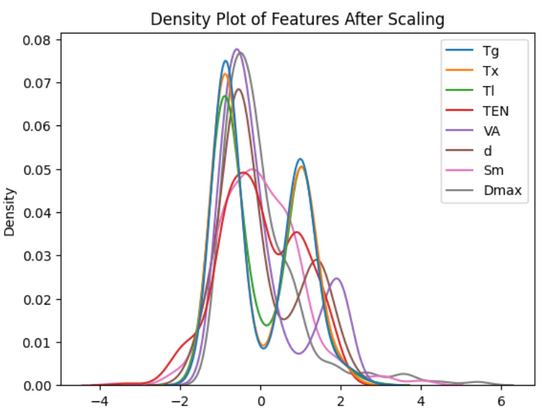 Density Plot of Features After Scaling
Density
0.08
0.07
0.06
0.05
0.04
0.03
0.02
0.01
0.00
−4
−2
0
2
4
6
Tg
Tx
Tl
TEN
VA
d
Sm
Dmax